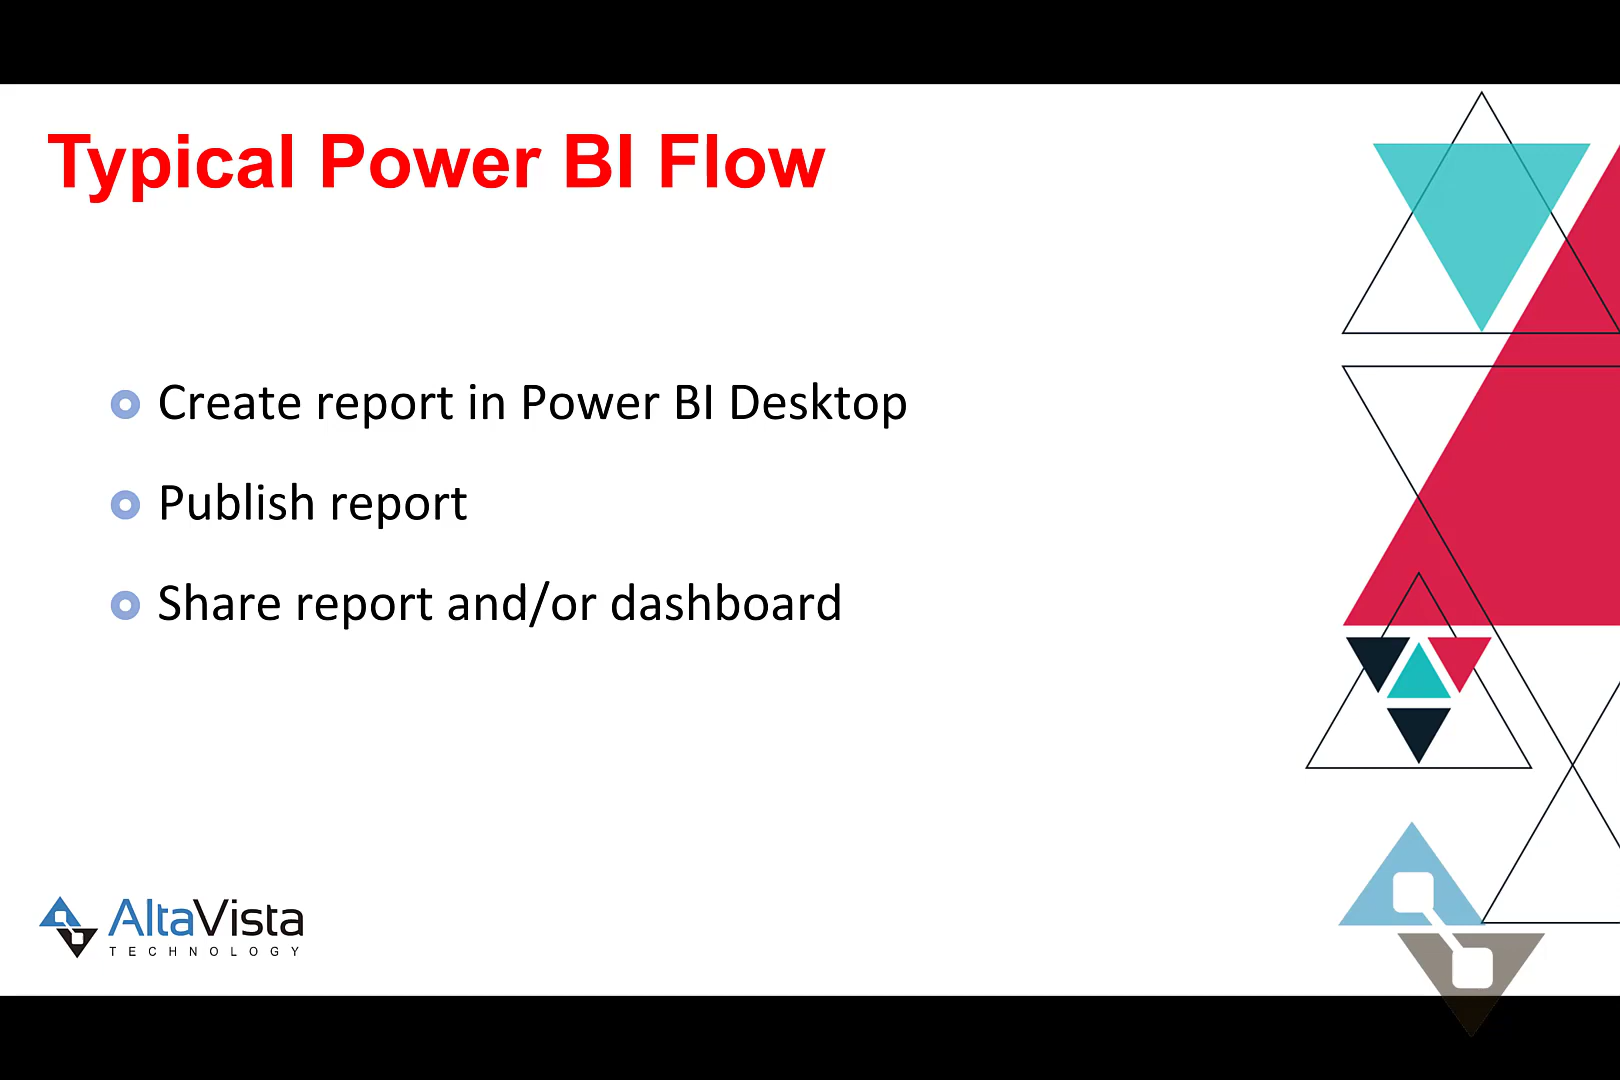 Typical Power BI Flow
Create report in Power BI Desktop
Publish report
Share report and/or dashboard
AltaVista
TECHNOLOGY